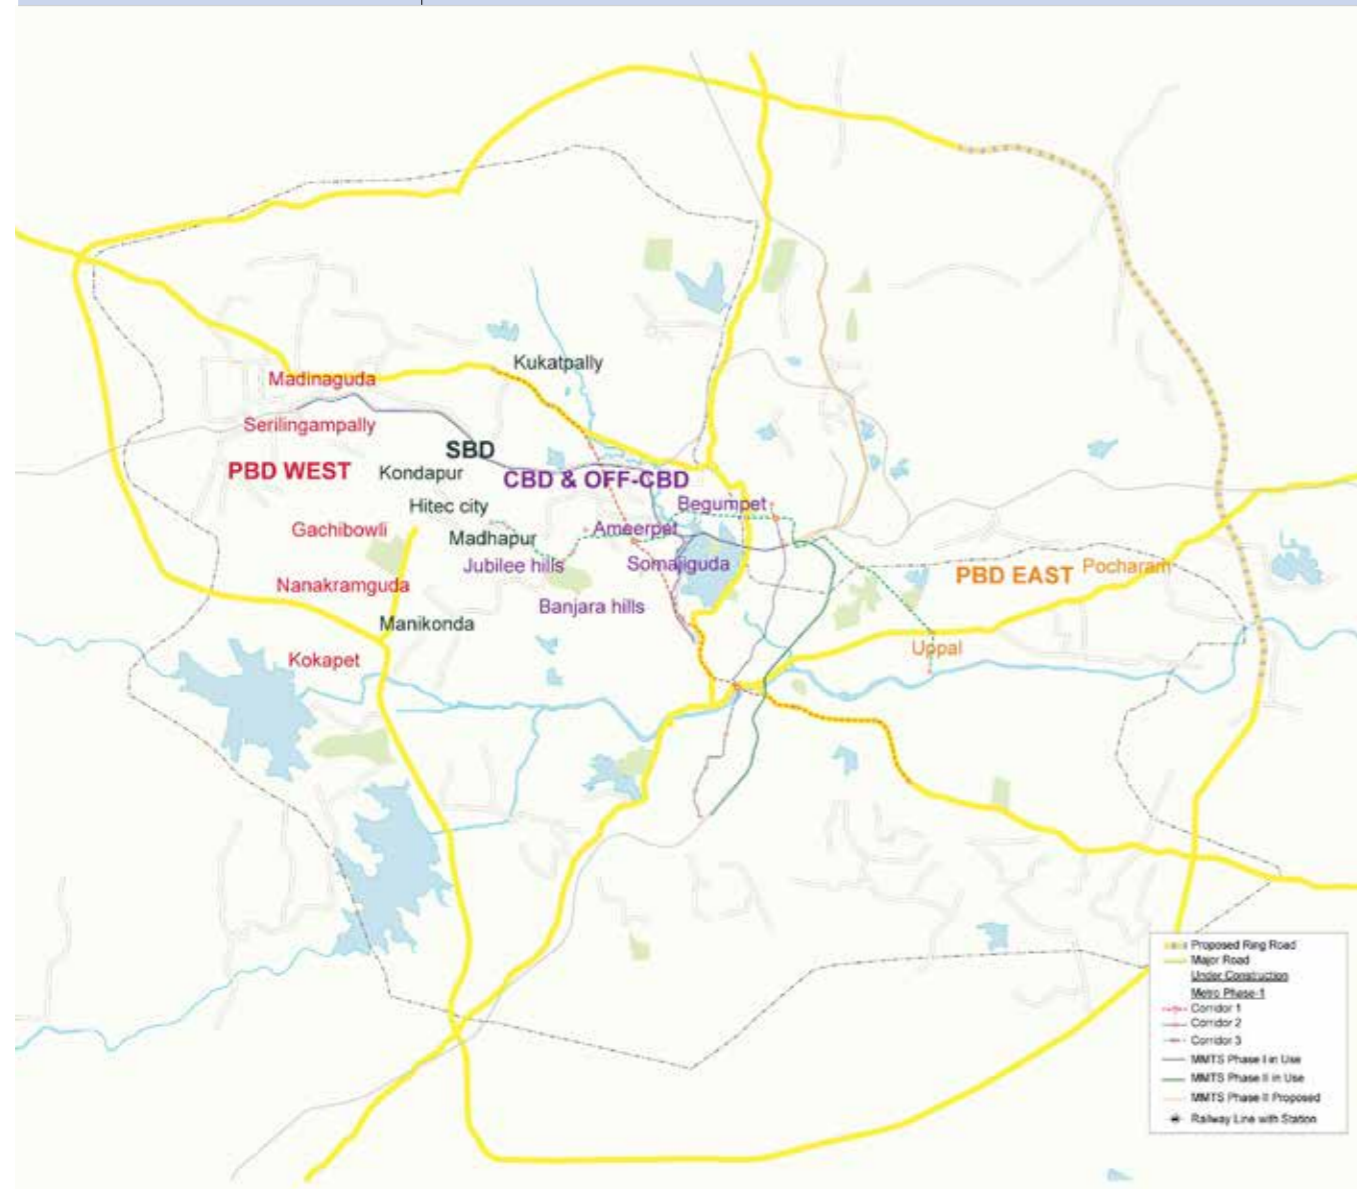 Kukatpally
Madinaguda
Serilingampally
SBD
PBD WEST
Kondapur
CBD & OFF-CBD
Hitec city
Begumpet
Gachibowli
Ameerpet
Madhapur
Jubilee hills
Somajiguda
PBD EAST
Pocharam
Nanakramguda
Banjara hills
Manikonda
Uppal
Kokapet
Proposed Ring Road
Major Road
Under Construction
Metro Phase-1
Corridor 1
Corridor 2
Corridor 3
MMTS Phase I in Use
MMTS Phase II in Use
MMTS Phase II Proposed
Railway Line with Station